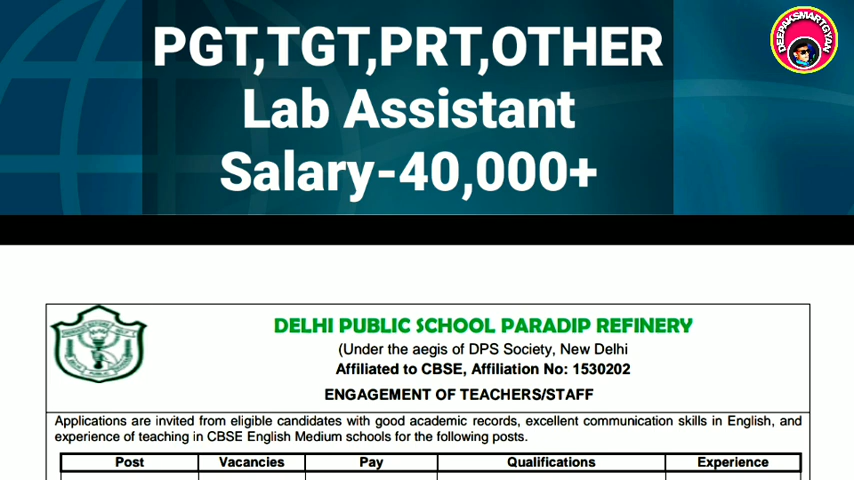 PGT,TGT,PRT,OTHER
Lab Assistant
Salary-40,000+
DEEPAKSMARTGYAN
DELHI PUBLIC SCHOOL PARADIP REFINERY
(Under the aegis of DPS Society, New Delhi
Affiliated to CBSE, Affiliation No: 1530202
ENGAGEMENT OF TEACHERS/STAFF
Applications are invited from eligible candidates with good academic records, excellent communication skills in English, and
experience of teaching in CBSE English Medium schools for the following posts.
Post Vacancies Pay Qualifications Experience